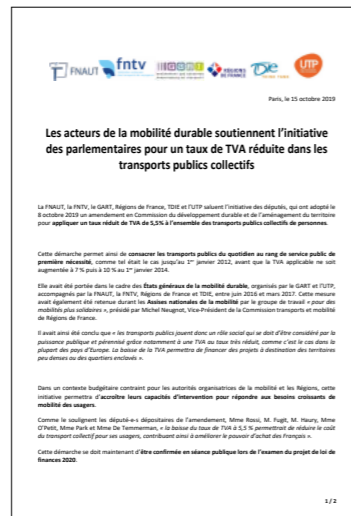 FNAUT
fntv
GART
RÉGIONS
DE FRANCE
TDIE
UTP
Paris, le 15 octobre 2019
Les acteurs de la mobilité durable soutiennent l'initiative
des parlementaires pour un taux de TVA réduite dans les
transports publics collectifs
La FNAUT, la FNTV, le GART, Régions de France, TDIE et l'UTP saluent l'initiative des députés, qui ont adopté le
8 octobre 2019 un amendement en Commission du développement durable et de l'aménagement du territoire
pour appliquer un taux réduit de TVA de 5,5% à l'ensemble des transports publics collectifs de personnes.
Cette démarche permet ainsi de consacrer les transports publics du quotidien au rang de service public de
première nécessité, comme tel était le cas jusqu'au 1er janvier 2012, avant que la TVA applicable ne soit
augmentée à 7 % puis à 10 % au 1er janvier 2014.
Elle avait été portée dans le cadre des États généraux de la mobilité durable, organisés par le GART et l'UTP,
accompagnés par la FNAUT, la FNTV, Régions de France et TDIE, entre juin 2016 et mars 2017. Cette mesure
avait également été retenue durant les Assises nationales de la mobilité par le groupe de travail « pour des
mobilités plus solidaires », présidé par Michel Neugnot, Vice-Président de la Commission transports et mobilité
de Régions de France.
Il avait ainsi été conclu que « les transports publics jouent donc un rôle social qui se doit d'être considéré par la
puissance publique et pérennisé grâce notamment à une TVA au taux très réduit, comme c'est le cas dans la
plupart des pays d'Europe. La baisse de la TVA permettra de financer des projets à destination des territoires
peu denses ou des quartiers enclavés ».
Dans un contexte budgétaire contraint pour les autorités organisatrices de la mobilité et les Régions, cette
initiative permettra d'accroître leurs capacités d'intervention pour répondre aux besoins croissants de
mobilité des usagers.
Comme le soulignent les député-e-s dépositaires de l'amendement, Mme Rossi, M. Fugit, M. Haury, Mme
O'Petit, Mme Park et Mme De Temmerman, « la baisse du taux de TVA à 5,5 % permettrait de réduire le coût
du transport collectif pour ses usagers, contribuant ainsi à améliorer le pouvoir d'achat des Français ».
Cette démarche se doit maintenant d'être confirmée en séance publique lors de l'examen du projet de loi de
finances 2020.
1 / 2